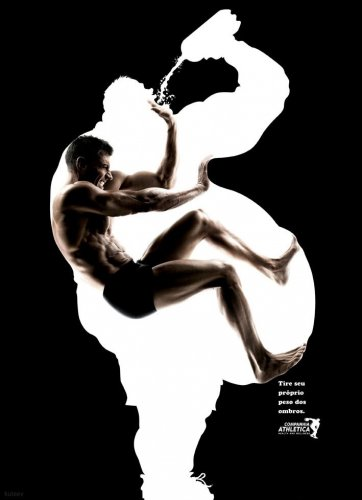 Tire seu
próprio
peso dos
ombros.
COMPANHIA
ATHLETICA